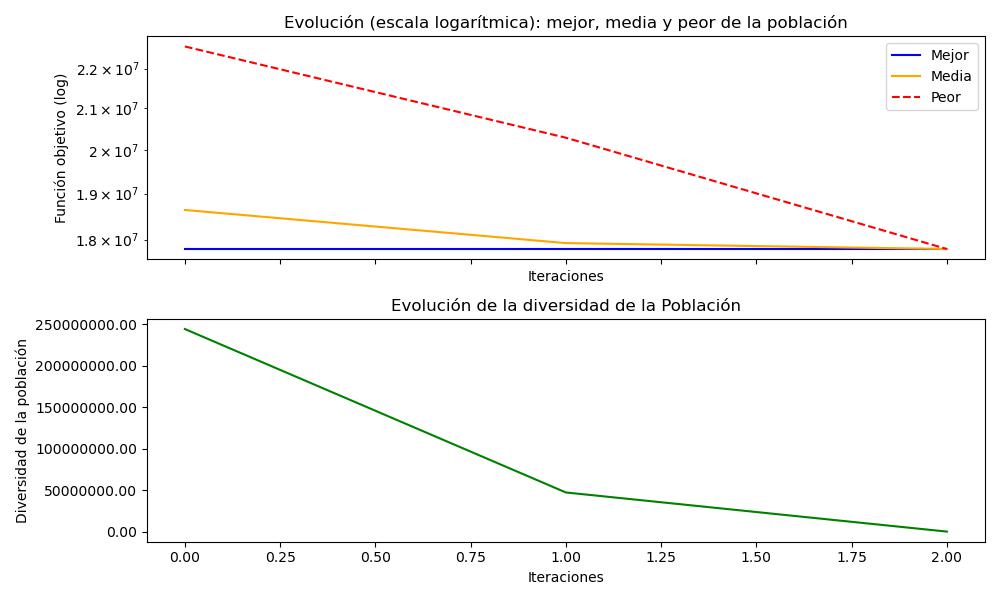 Evolución (escala logarítmica): mejor, media y peor de la población
Función objetivo (log)
2.2 × 10⁷
2.1 × 10⁷
2 × 10⁷
1.9 × 10⁷
1.8 × 10⁷
Mejor
Media
Peor
Iteraciones
Evolución de la diversidad de la Población
Diversidad de la población
250000000.00
200000000.00
150000000.00
100000000.00
50000000.00
0.00
0.00 0.25 0.50 0.75 1.00 1.25 1.50 1.75 2.00
Iteraciones